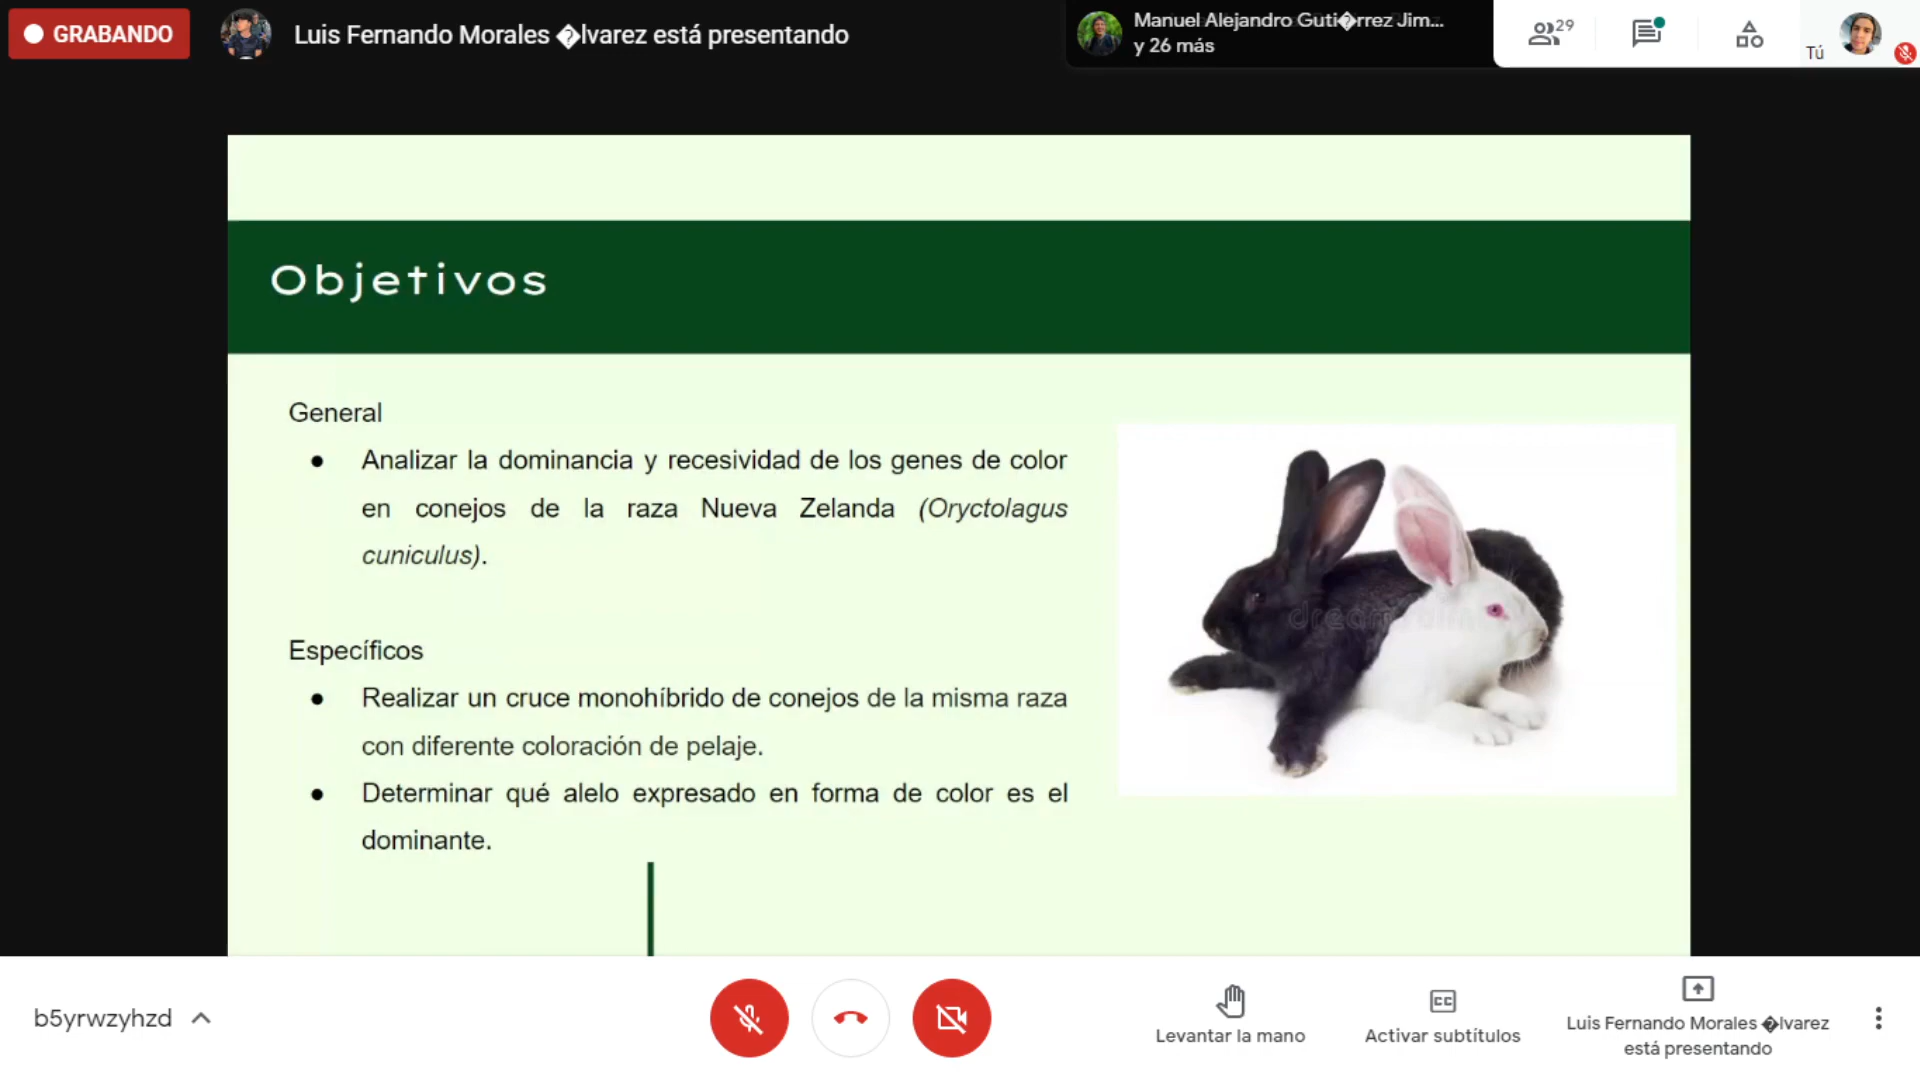 GRABANDO
Luis Fernando Morales �lvarez está presentando
Manuel Alejandro Guti�rrez Jim...
y 26 más
29
Tú
Objetivos
General
● Analizar la dominancia y recesividad de los genes de color
en conejos de la raza Nueva Zelanda (Oryctolagus
cuniculus).
Específicos
● Realizar un cruce monohíbrido de conejos de la misma raza
con diferente coloración de pelaje.
● Determinar qué alelo expresado en forma de color es el
dominante.
b5yrwzyhzd
Levantar la mano
CC
Activar subtítulos
Luis Fernando Morales �lvarez
está presentando